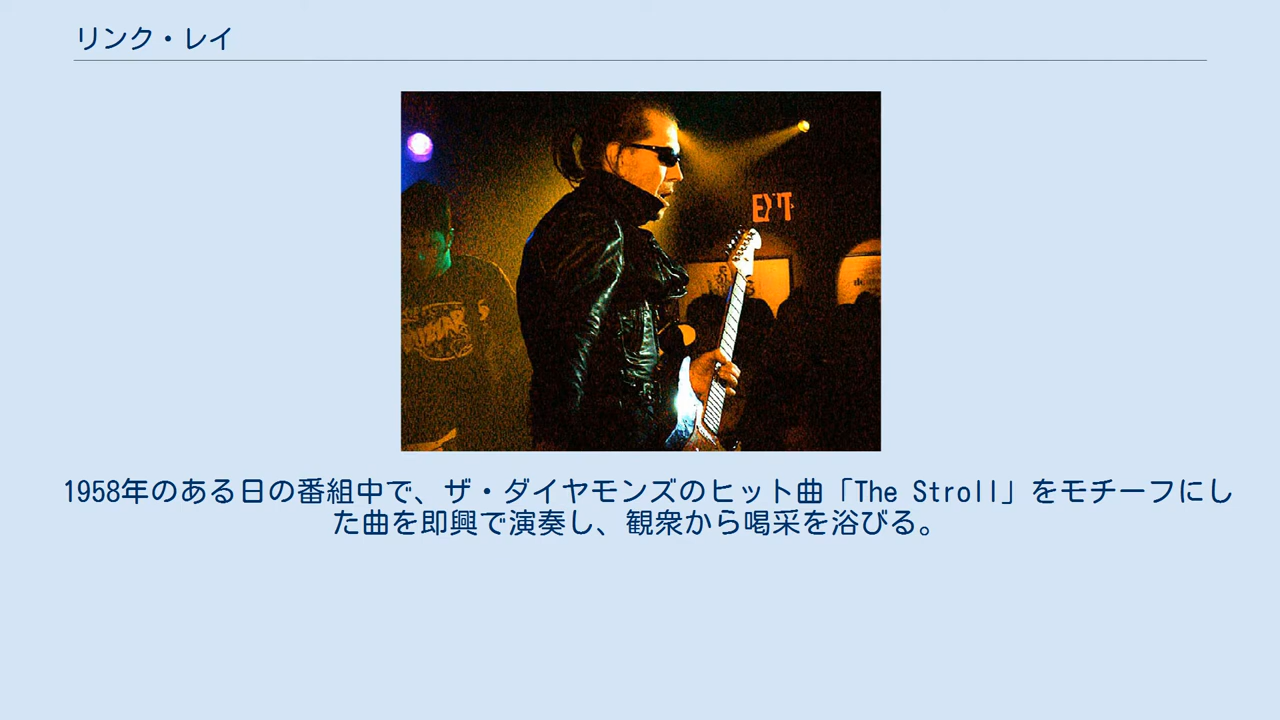 リンク・レイ
EXIT
1958年のある日の番組中で、ザ・ダイヤモンズのヒット曲「The Stroll」をモチーフにし
た曲を即興で演奏し、観衆から喝采を浴びる。